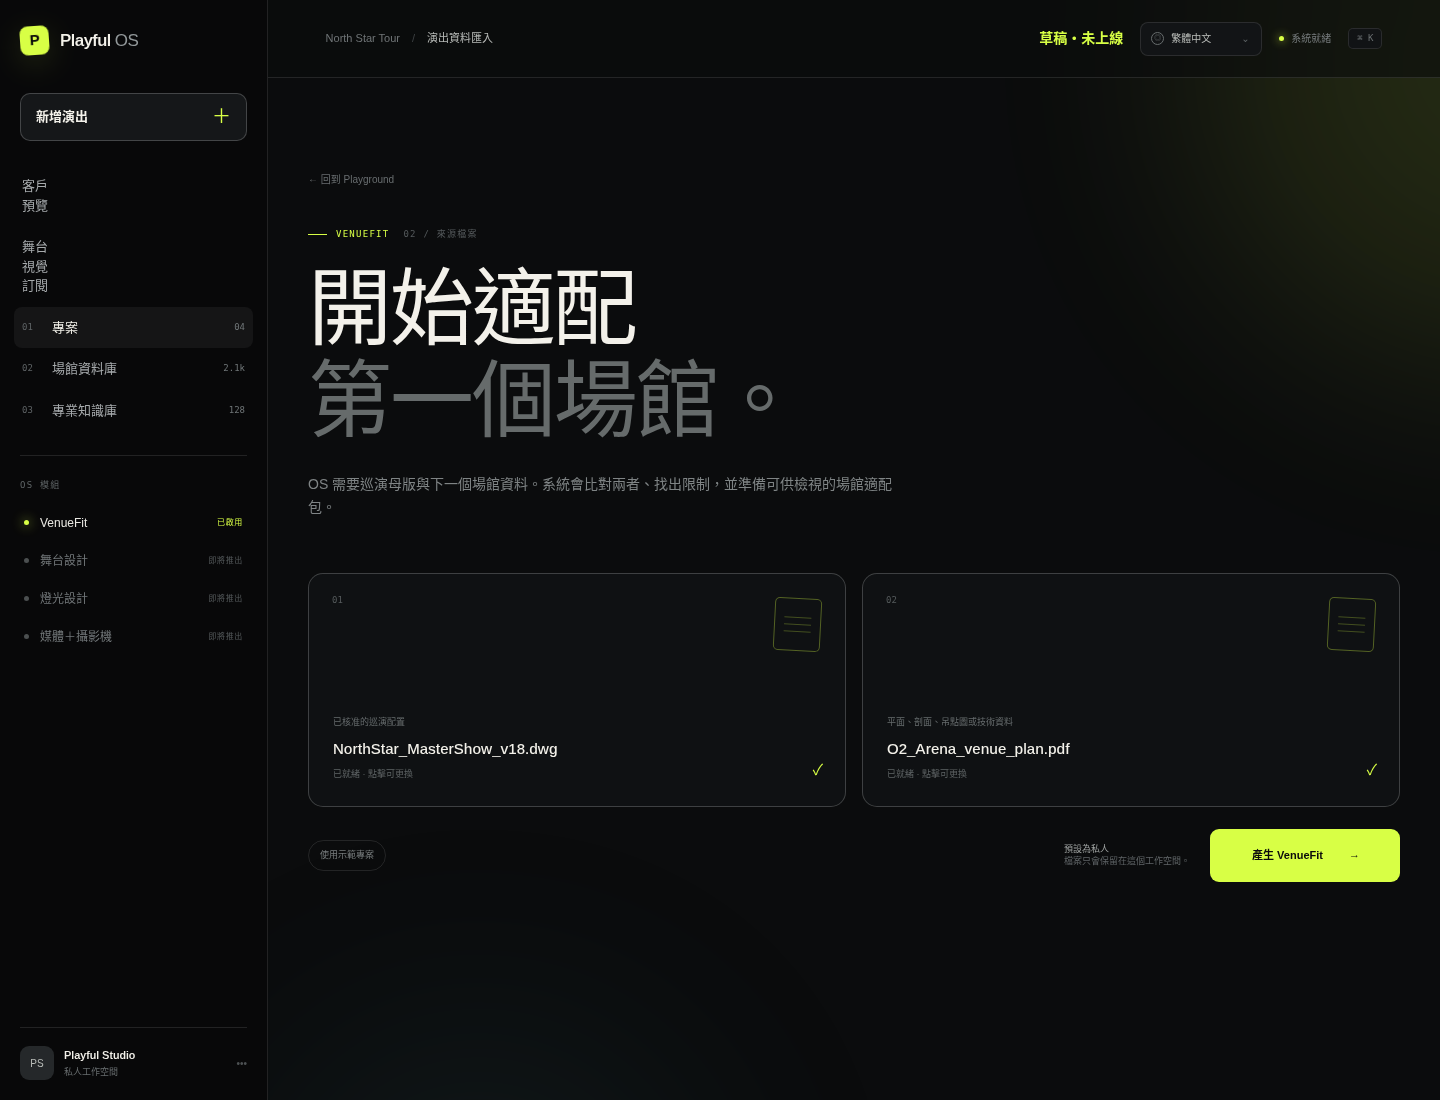 P Playful OS
新增演出
客戶
預覽
舞台
視覺
訂閱
01 專案 04
02 場館資料庫 2.1k
03 專業知識庫 128
OS 模組
VenueFit 已啟用
舞台設計 即將推出
燈光設計 即將推出
媒體＋攝影機 即將推出
PS
Playful Studio
私人工作空間
•••
North Star Tour / 演出資料匯入
草稿・未上線
繁體中文
系統就緒
⌘ K
← 回到 Playground
VENUEFIT 02 / 來源檔案
開始適配
第一個場館。
OS 需要巡演母版與下一個場館資料。系統會比對兩者、找出限制，並準備可供檢視的場館適配
包。
01
已核准的巡演配置
NorthStar_MasterShow_v18.dwg
已就緒 · 點擊可更換
✓
02
平面、剖面、吊點圖或技術資料
O2_Arena_venue_plan.pdf
已就緒 · 點擊可更換
✓
使用示範專案
預設為私人
檔案只會保留在這個工作空間。
產生 VenueFit →